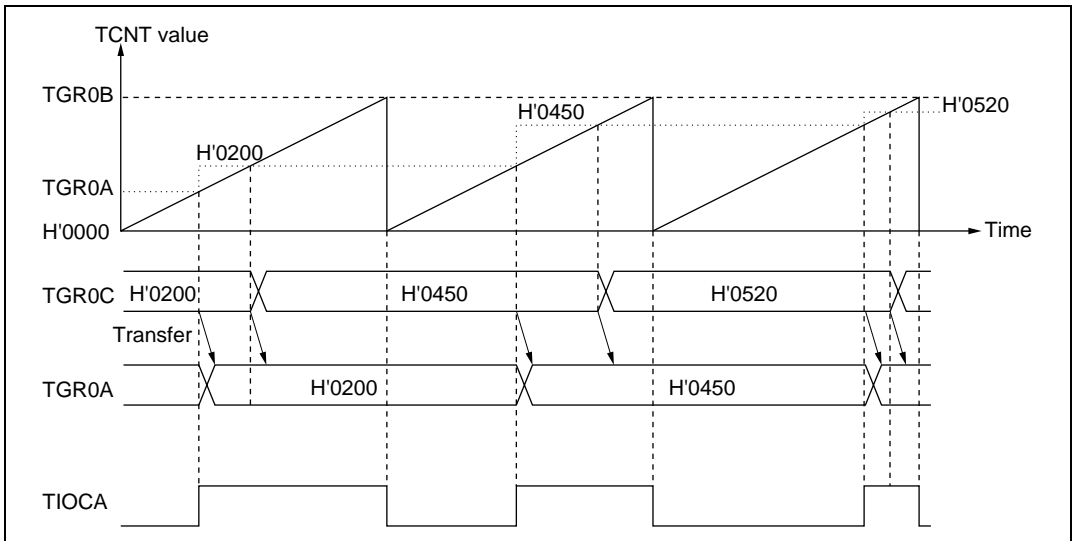 TCNT value
TGR0B
H'0520
H'0450
H'0200
TGR0A
H'0000
Time
TGR0C
H'0200
H'0450
H'0520
Transfer
TGR0A
H'0200
H'0450
TIOCA